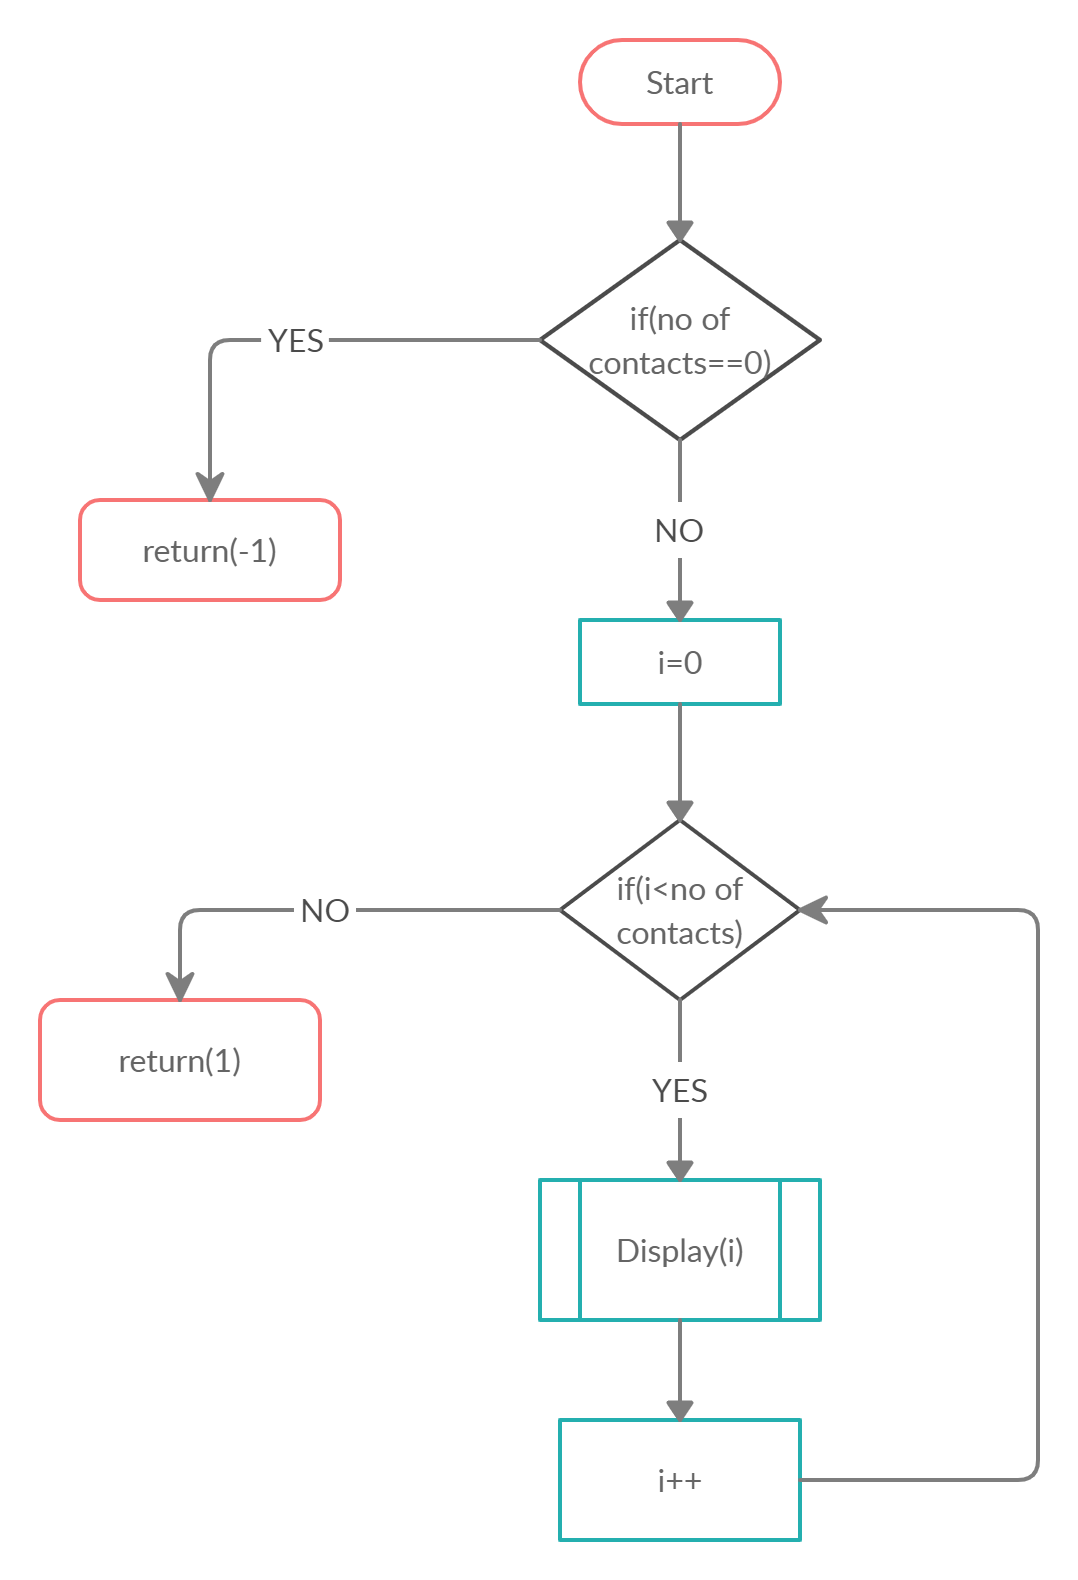 Start
if(no of
contacts==0)
YES
NO
return(-1)
i=0
if(i<no of
contacts)
NO
return(1)
YES
Display(i)
i++